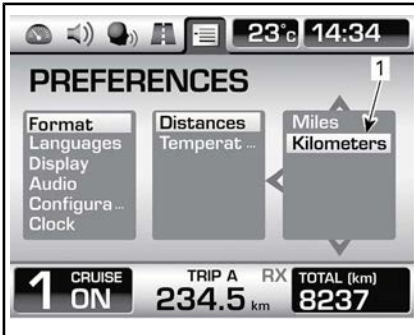 23°c 14:34
1
PREFERENCES
Format
Languages
Display
Audio
Configura ...
Clock
Distances
Temperat ...
Miles
Kilometers
1 CRUISE ON
TRIP A
234.5 km
RX
TOTAL (km)
8237